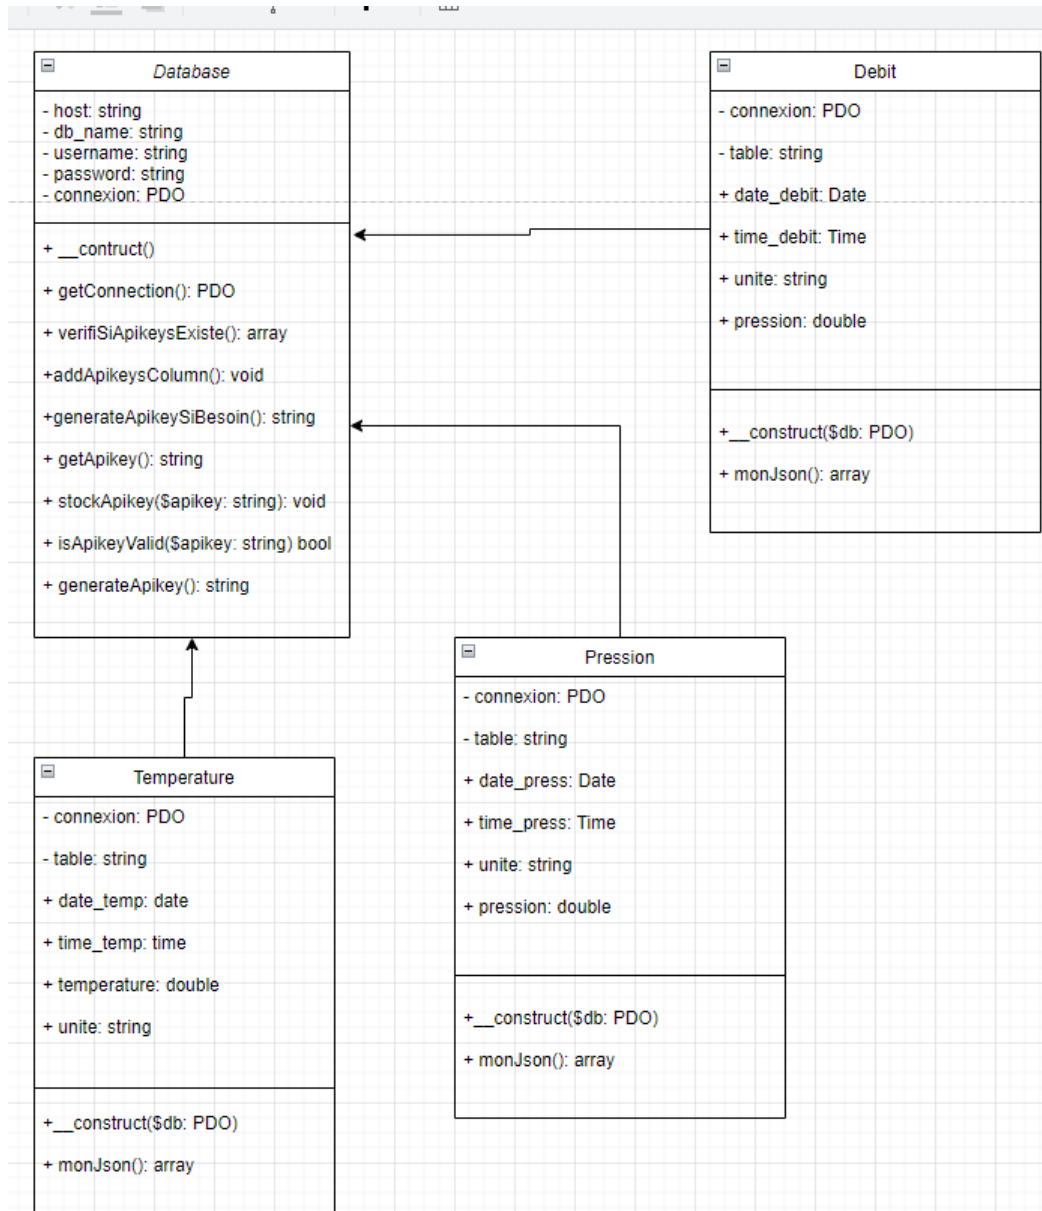 Database
- host: string
- db_name: string
- username: string
- password: string
- connexion: PDO
+ __contruct()
+ getConnection(): PDO
+ verifiSiApikeysExiste(): array
+addApikeysColumn(): void
+generateApikeySiBesoin(): string
+ getApikey(): string
+ stockApikey($apikey: string): void
+ isApikeyValid($apikey: string) bool
+ generateApikey(): string
Debit
- connexion: PDO
- table: string
+ date_debit: Date
+ time_debit: Time
+ unite: string
+ pression: double
+__construct($db: PDO)
+ monJson(): array
Pression
- connexion: PDO
- table: string
+ date_press: Date
+ time_press: Time
+ unite: string
+ pression: double
+__construct($db: PDO)
+ monJson(): array
Temperature
- connexion: PDO
- table: string
+ date_temp: date
+ time_temp: time
+ temperature: double
+ unite: string
+__construct($db: PDO)
+ monJson(): array